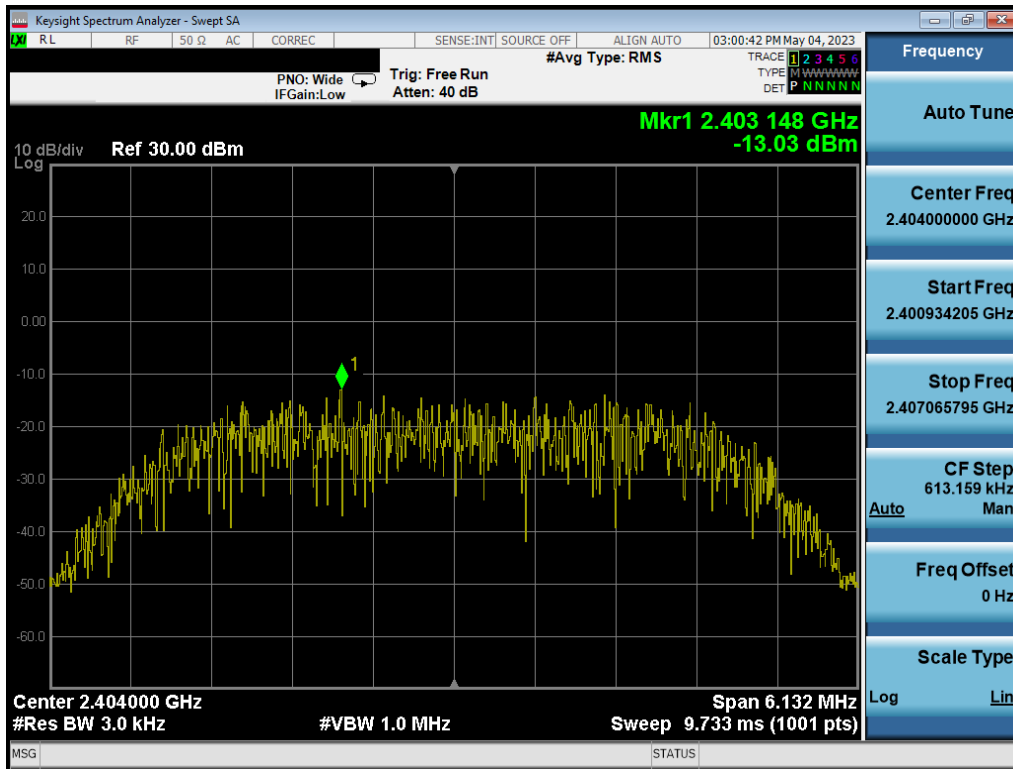 Keysight Spectrum Analyzer - Swept SA
LXI RL RF 50 Ω AC CORREC SENSE:INT SOURCE OFF ALIGN AUTO 03:00:42 PM May 04, 2023
#Avg Type: RMS
PNO: Wide
IFGain:Low
Trig: Free Run
Atten: 40 dB
TRACE 1 2 3 4 5 6
TYPE M WWWWW
DET P N N N N N
Mkr1 2.403 148 GHz
-13.03 dBm
10 dB/div Ref 30.00 dBm
Log
20.0
10.0
0.00
-10.0
-20.0
-30.0
-40.0
-50.0
-60.0
1
Center 2.404000 GHz Span 6.132 MHz
#Res BW 3.0 kHz #VBW 1.0 MHz Sweep 9.733 ms (1001 pts)
MSG STATUS
Frequency
Auto Tune
Center Freq
2.404000000 GHz
Start Freq
2.400934205 GHz
Stop Freq
2.407065795 GHz
CF Step
613.159 kHz
Auto Man
Freq Offset
0 Hz
Scale Type
Log Lin